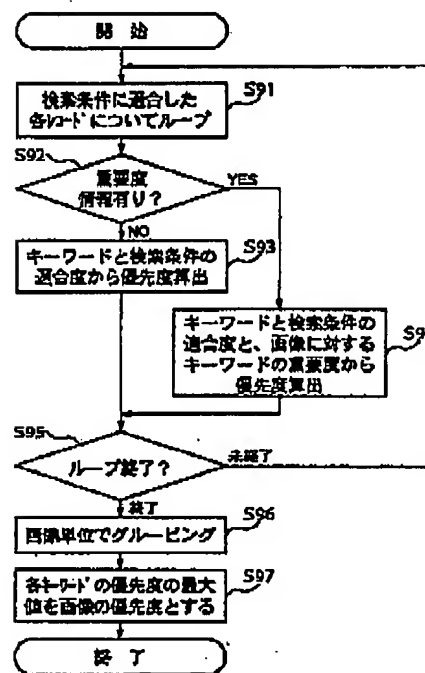 開 始
S91
検索条件に適合した
各ﾚｺｰﾄﾞについてループ
S92
重要度
情報有り？
YES
NO
S93
キーワードと検索条件の
適合度から優先度算出
キーワードと検索条件の
適合度と、画像に対する
キーワードの重要度から
優先度算出
S9
S95
ループ終了？
未終了
終了
S96
画像単位でグルーピング
S97
各ｷｰﾜｰﾄﾞの優先度の最大
値を画像の優先度とする
終 了